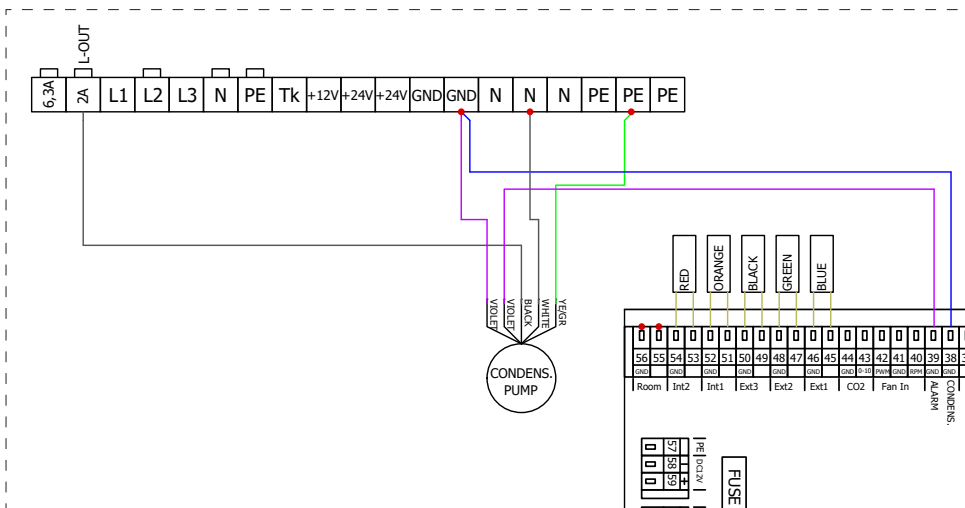 L-OUT
6,3A 2A L1 L2 L3 N PE Tk +12V +24V +24V GND GND N N N PE PE PE
RED ORANGE BLACK GREEN BLUE
VIOLET VIOLET BLACK WHITE YE/GR
CONDENS.
PUMP
56 55 54 53 52 51 50 49 48 47 46 45 44 43 42 41 40 39 38
GND GND GND GND GND GND GND 0-10 PWM GND RPM GND GND
Room Int2 Int1 Ext3 Ext2 Ext1 CO2 Fan In ALARM CONDENS.
57 PE
58 - DC12V
59 +
FUSE